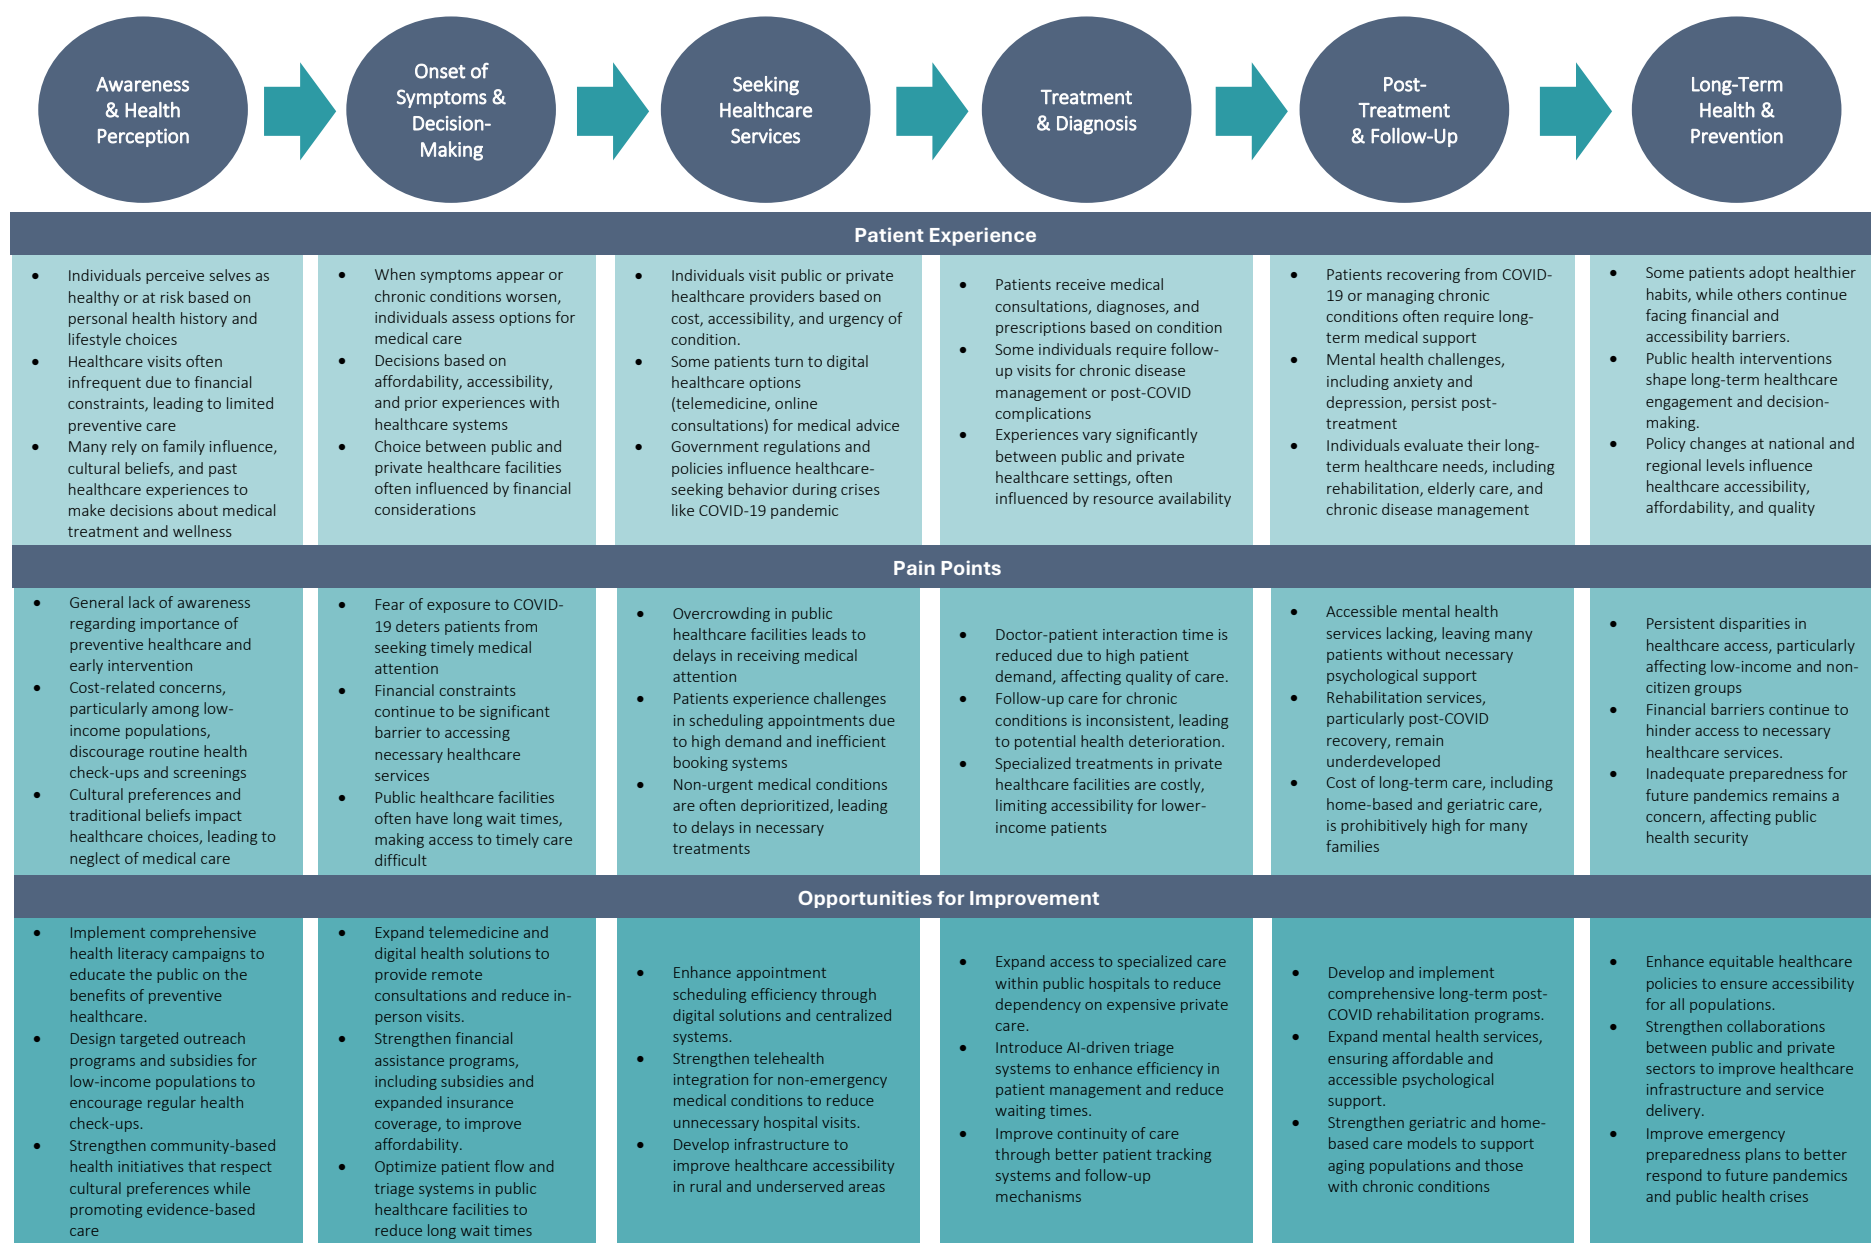 Awareness
& Health
Perception
Onset of
Symptoms &
Decision-
Making
Seeking
Healthcare
Services
Treatment
& Diagnosis
Post-
Treatment
& Follow-Up
Long-Term
Health &
Prevention
Patient Experience
• Individuals perceive selves as
healthy or at risk based on
personal health history and
lifestyle choices
• Healthcare visits often
infrequent due to financial
constraints, leading to limited
preventive care
• Many rely on family influence,
cultural beliefs, and past
healthcare experiences to
make decisions about medical
treatment and wellness
• When symptoms appear or
chronic conditions worsen,
individuals assess options for
medical care
• Decisions based on
affordability, accessibility,
and prior experiences with
healthcare systems
• Choice between public and
private healthcare facilities
often influenced by financial
considerations
• Individuals visit public or private
healthcare providers based on
cost, accessibility, and urgency of
condition.
• Some patients turn to digital
healthcare options
(telemedicine, online
consultations) for medical advice
• Government regulations and
policies influence healthcare-
seeking behavior during crises
like COVID-19 pandemic
• Patients receive medical
consultations, diagnoses, and
prescriptions based on condition
• Some individuals require follow-
up visits for chronic disease
management or post-COVID
complications
• Experiences vary significantly
between public and private
healthcare settings, often
influenced by resource availability
• Patients recovering from COVID-
19 or managing chronic
conditions often require long-
term medical support
• Mental health challenges,
including anxiety and
depression, persist post-
treatment
• Individuals evaluate their long-
term healthcare needs, including
rehabilitation, elderly care, and
chronic disease management
• Some patients adopt healthier
habits, while others continue
facing financial and
accessibility barriers.
• Public health interventions
shape long-term healthcare
engagement and decision-
making.
• Policy changes at national and
regional levels influence
healthcare accessibility,
affordability, and quality
Pain Points
• General lack of awareness
regarding importance of
preventive healthcare and
early intervention
• Cost-related concerns,
particularly among low-
income populations,
discourage routine health
check-ups and screenings
• Cultural preferences and
traditional beliefs impact
healthcare choices, leading to
neglect of medical care
• Fear of exposure to COVID-
19 deters patients from
seeking timely medical
attention
• Financial constraints
continue to be significant
barrier to accessing
necessary healthcare
services
• Public healthcare facilities
often have long wait times,
making access to timely care
difficult
• Overcrowding in public
healthcare facilities leads to
delays in receiving medical
attention
• Patients experience challenges
in scheduling appointments due
to high demand and inefficient
booking systems
• Non-urgent medical conditions
are often deprioritized, leading
to delays in necessary
treatments
• Doctor-patient interaction time is
reduced due to high patient
demand, affecting quality of care.
• Follow-up care for chronic
conditions is inconsistent, leading
to potential health deterioration.
• Specialized treatments in private
healthcare facilities are costly,
limiting accessibility for lower-
income patients
• Accessible mental health
services lacking, leaving many
patients without necessary
psychological support
• Rehabilitation services,
particularly post-COVID
recovery, remain
underdeveloped
• Cost of long-term care, including
home-based and geriatric care,
is prohibitively high for many
families
• Persistent disparities in
healthcare access, particularly
affecting low-income and non-
citizen groups
• Financial barriers continue to
hinder access to necessary
healthcare services.
• Inadequate preparedness for
future pandemics remains a
concern, affecting public
health security
Opportunities for Improvement
• Implement comprehensive
health literacy campaigns to
educate the public on the
benefits of preventive
healthcare.
• Design targeted outreach
programs and subsidies for
low-income populations to
encourage regular health
check-ups.
• Strengthen community-based
health initiatives that respect
cultural preferences while
promoting evidence-based
care
• Expand telemedicine and
digital health solutions to
provide remote
consultations and reduce in-
person visits.
• Strengthen financial
assistance programs,
including subsidies and
expanded insurance
coverage, to improve
affordability.
• Optimize patient flow and
triage systems in public
healthcare facilities to
reduce long wait times
• Enhance appointment
scheduling efficiency through
digital solutions and centralized
systems.
• Strengthen telehealth
integration for non-emergency
medical conditions to reduce
unnecessary hospital visits.
• Develop infrastructure to
improve healthcare accessibility
in rural and underserved areas
• Expand access to specialized care
within public hospitals to reduce
dependency on expensive private
care.
• Introduce AI-driven triage
systems to enhance efficiency in
patient management and reduce
waiting times.
• Improve continuity of care
through better patient tracking
systems and follow-up
mechanisms
• Develop and implement
comprehensive long-term post-
COVID rehabilitation programs.
• Expand mental health services,
ensuring affordable and
accessible psychological
support.
• Strengthen geriatric and home-
based care models to support
aging populations and those
with chronic conditions
• Enhance equitable healthcare
policies to ensure accessibility
for all populations.
• Strengthen collaborations
between public and private
sectors to improve healthcare
infrastructure and service
delivery.
• Improve emergency
preparedness plans to better
respond to future pandemics
and public health crises